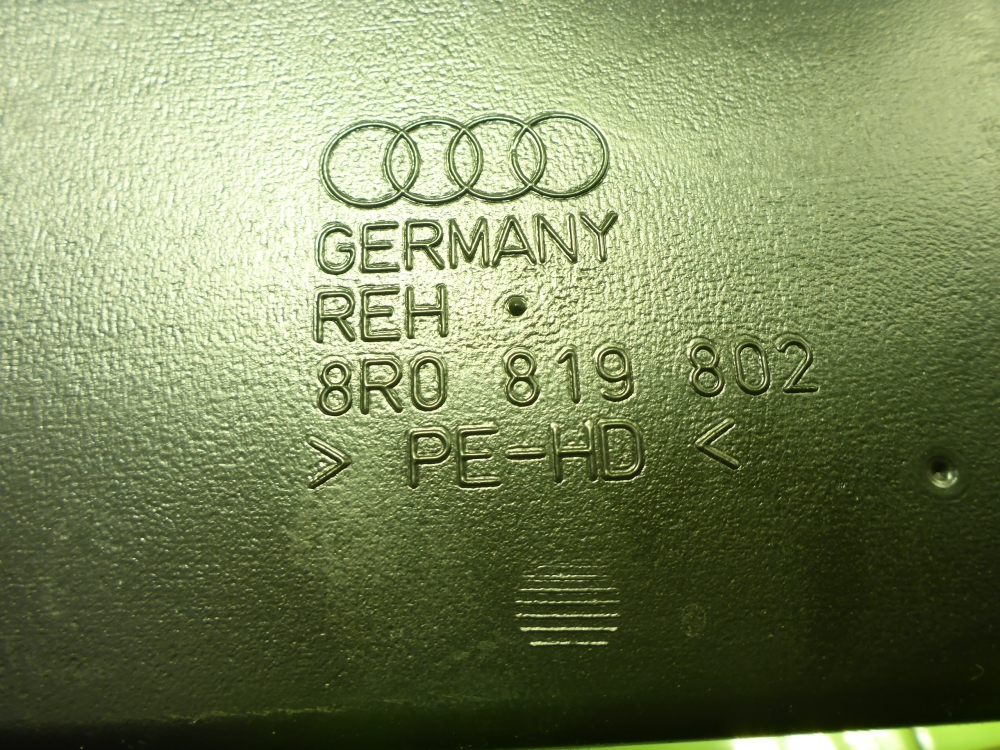 GERMANY
REH
8R0 819 802
> PE-HD <